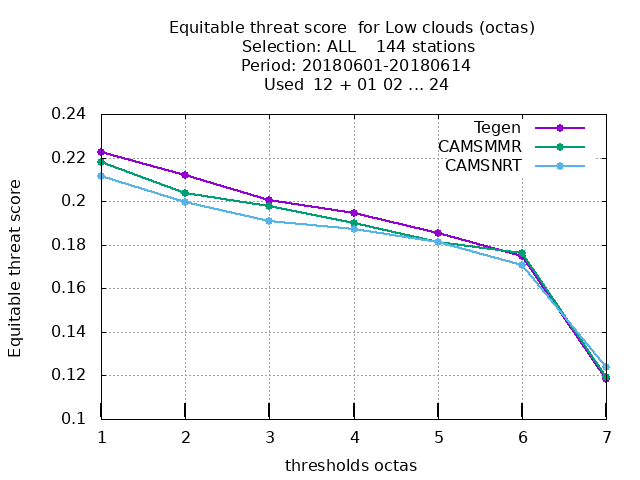 Equitable threat score  for Low clouds (octas)
Selection: ALL    144 stations
Period: 20180601-20180614
Used  12 + 01 02 ... 24
0.24
0.22
0.2
0.18
0.16
0.14
0.12
0.1
Equitable threat score
Tegen
CAMSMMR
CAMSNRT
1 2 3 4 5 6 7
thresholds octas